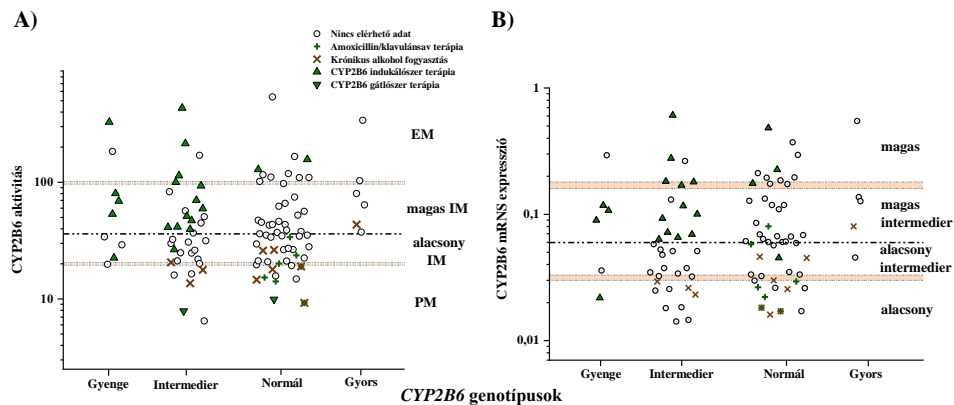 A)
Nincs elérhető adat
Amoxicillin/klavulánsav terápia
Krónikus alkohol fogyasztás
CYP2B6 indukálószer terápia
CYP2B6 gátlószer terápia
CYP2B6 aktivitás
100
10
EM
magas IM
alacsony
IM
PM
Gyenge
Intermedier
Normál
Gyors
B)
CYP2B6 mRNS expresszió
1
0,1
0,01
magas
magas
intermedier
alacsony
intermedier
alacsony
Gyenge
Intermedier
Normál
Gyors
CYP2B6 genotípusok